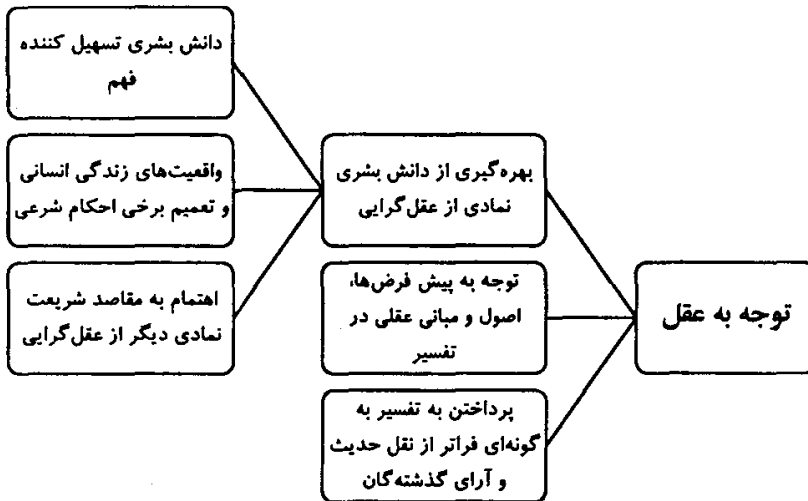 توجه به عقل
بهره‌گیری از دانش بشری
نمادی از عقل‌گرایی
توجه به پیش فرض‌ها،
اصول و مبانی عقلی در
تفسیر
پرداختن به تفسیر به
گونه‌ای فراتر از نقل حدیث
و آرای گذشته‌گان
دانش بشری تسهیل کننده
فهم
واقعیت‌های زندگی انسانی
و تعمیم برخی احکام شرعی
اهتمام به مقاصد شریعت
نمادی دیگر از عقل‌گرایی